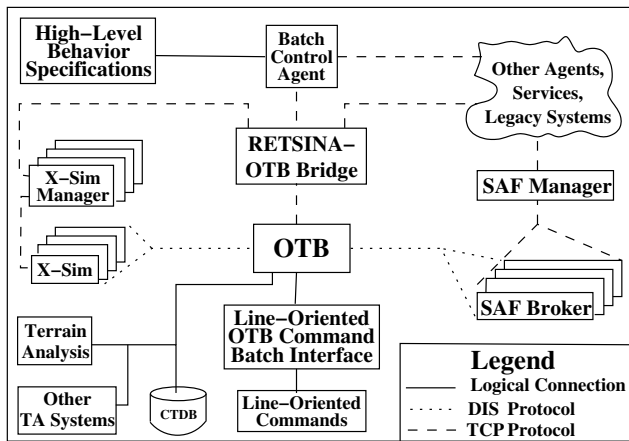 High−Level
Behavior
Specifications
Batch
Control
Agent
Other Agents,
Services,
Legacy Systems
RETSINA−
OTB Bridge
X−Sim
Manager
SAF Manager
OTB
X−Sim
SAF Broker
Terrain
Analysis
Line−Oriented
OTB Command
Batch Interface
Other
TA Systems
CTDB
Line−Oriented
Commands
Legend
Logical Connection
DIS Protocol
TCP Protocol